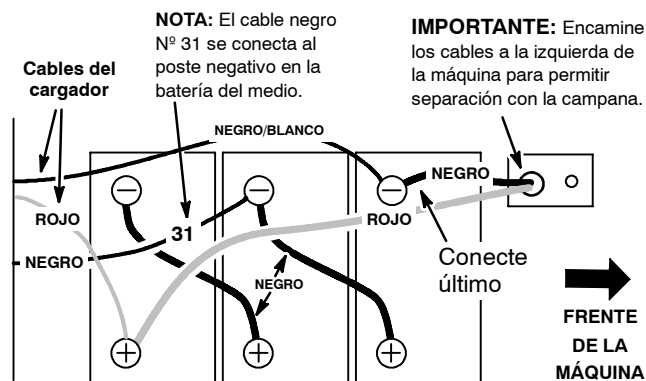 NOTA: El cable negro
Nº 31 se conecta al
poste negativo en la
batería del medio.
IMPORTANTE: Encamine
los cables a la izquierda de
la máquina para permitir
separación con la campana.
Cables del
cargador
NEGRO/BLANCO
NEGRO
ROJO
ROJO
31
NEGRO
NEGRO
Conecte
último
FRENTE
DE LA
MÁQUINA